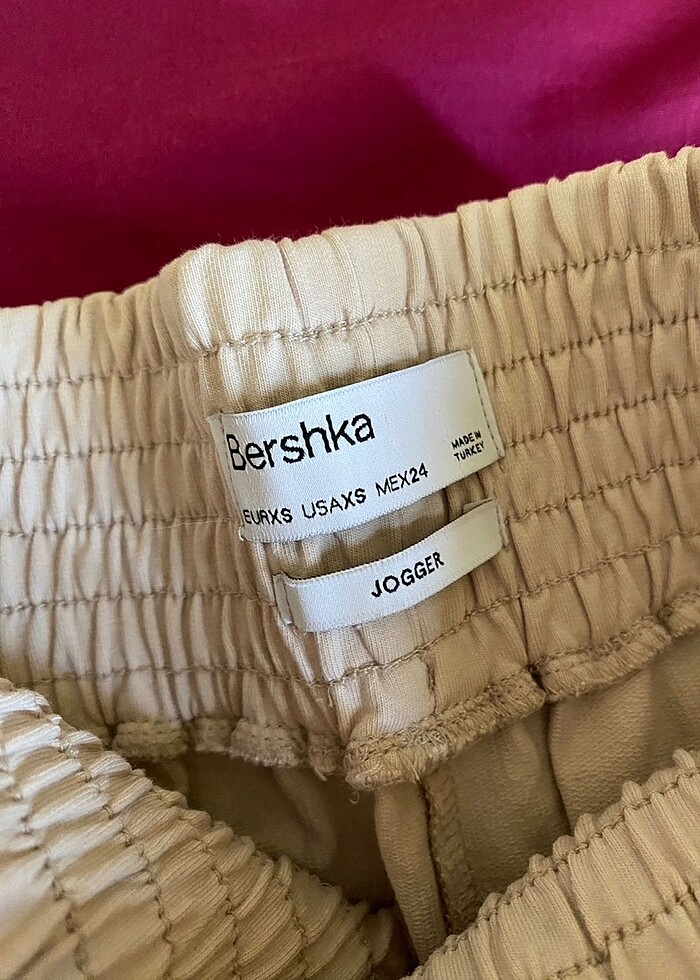 Bershka
MADE IN
TURKEY
EURXS USAXS MEX24
JOGGER